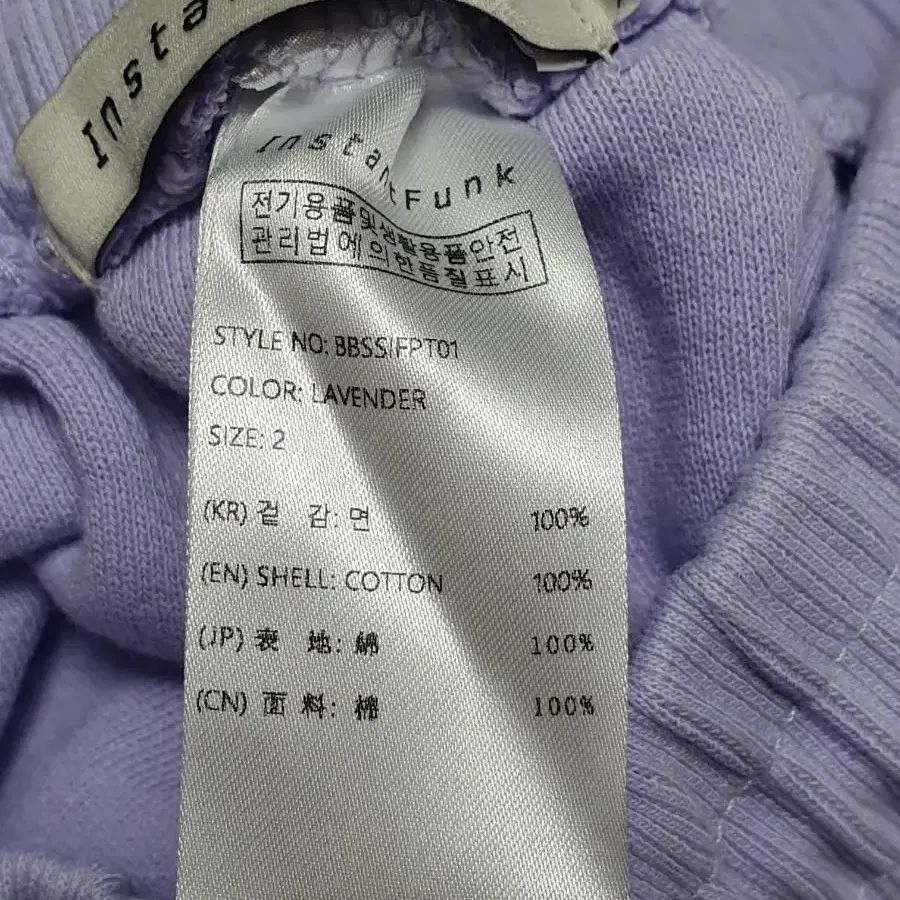 Insta
InstantFunk
전기용품및생활용품안전
관리법에의한품질표시
STYLE NO: BBSSIFPT01
COLOR: LAVENDER
SIZE: 2
(KR) 겉 감: 면 100%
(EN) SHELL: COTTON 100%
(JP) 表 地: 綿 100%
(CN) 面 料: 棉 100%